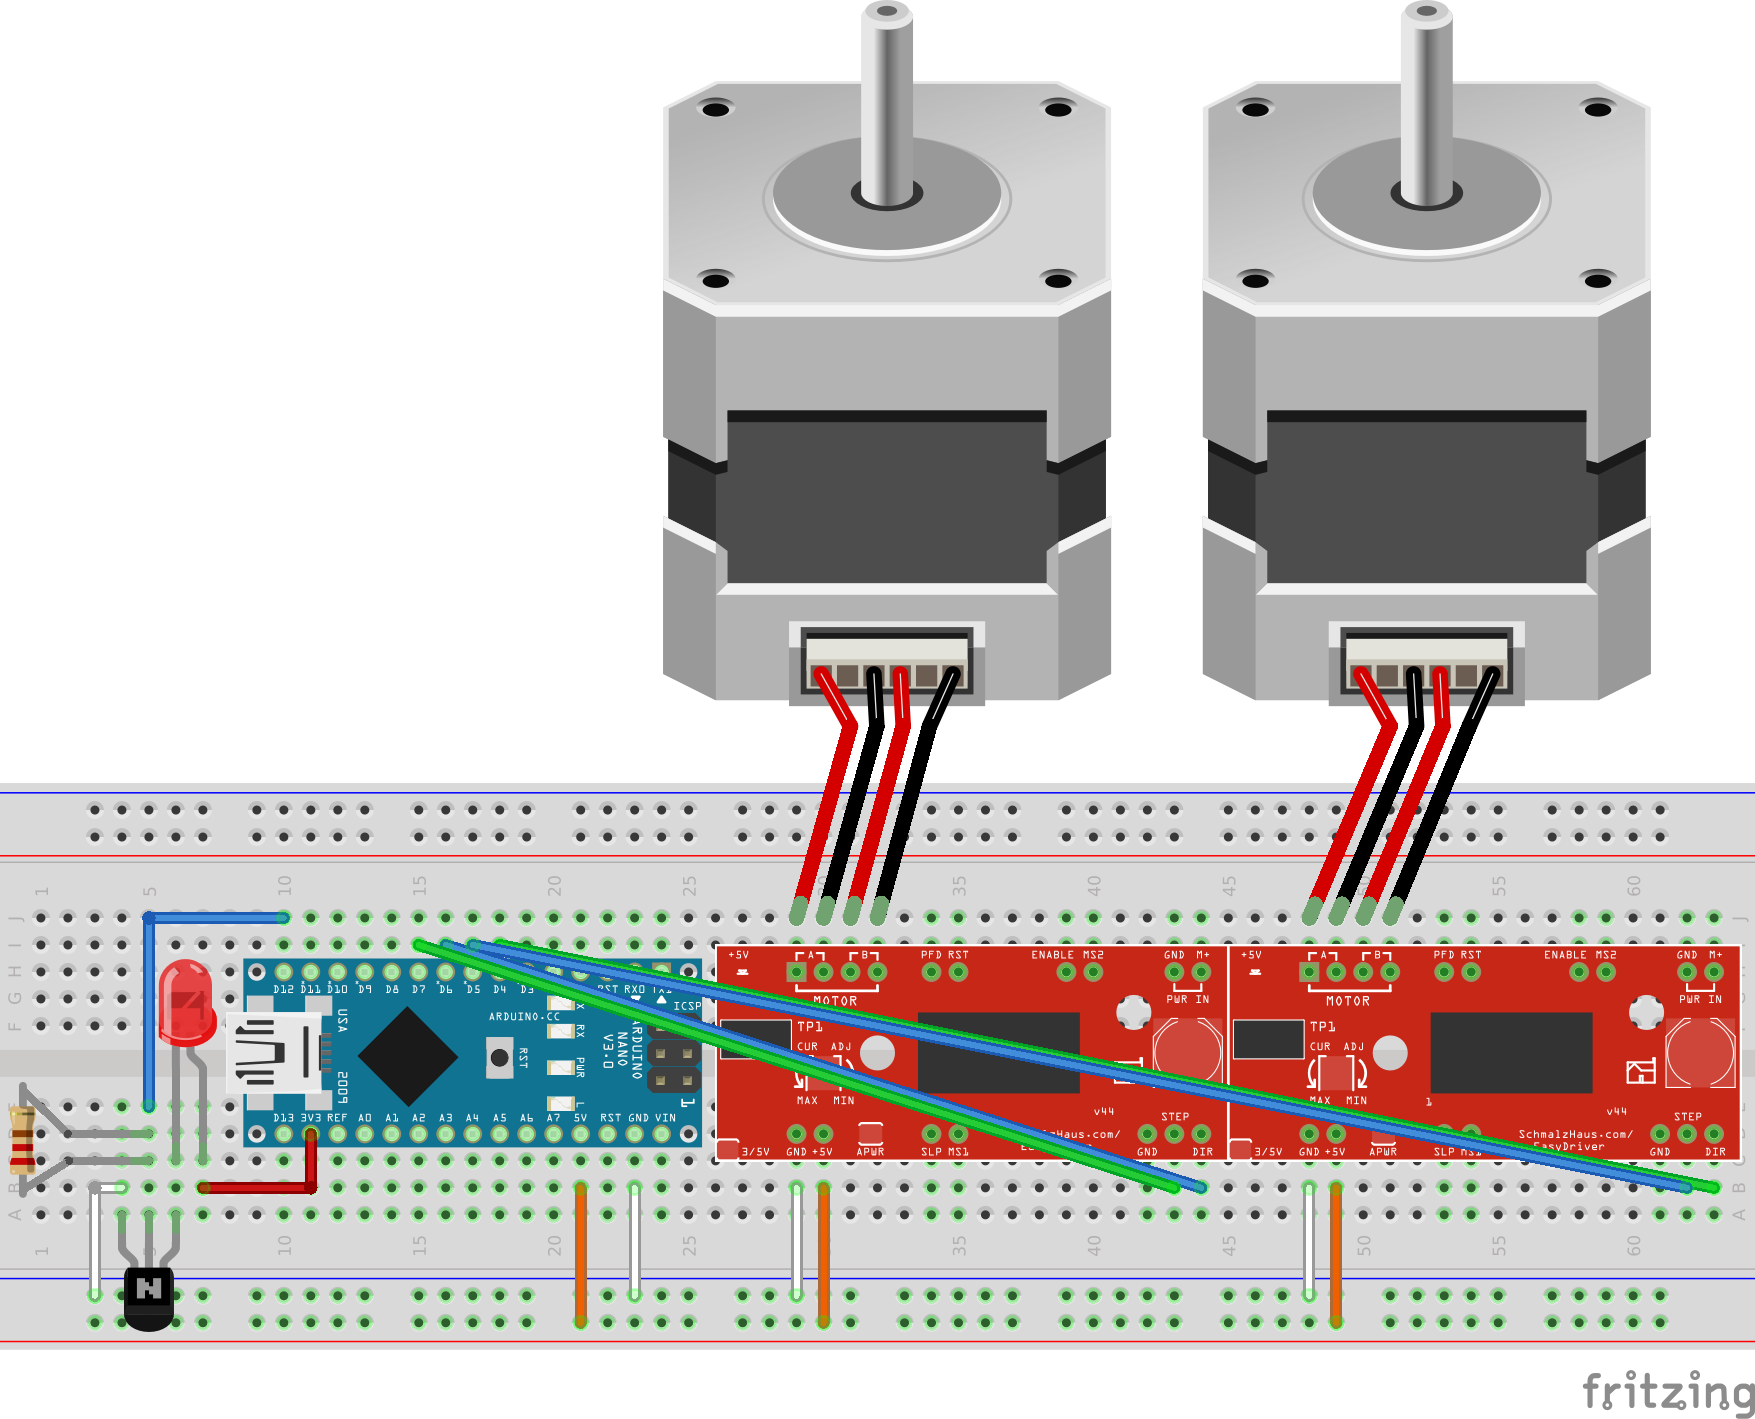 1 5 10 15 20 25 35 40 45 50 55 60
J
I
H
G
F
D12 D11 D10 D9 D8 D7 D6 D5 D4 D3 RST RX0 TX1
ARDUINO.CC
ICSP
USA
2009
RST
RX
PWR
L
ARDUINO
NANO
V3.0
1
D13 3V3 REF A0 A1 A2 A3 A4 A5 A6 A7 5V RST GND VIN
+5V A B PFD RST ENABLE MS2 GND M+
MOTOR PWR IN
TP1
CUR ADJ
MAX MIN
v44
STEP
SchmalzHaus.com/
3/5V GND +5V APWR SLP MS1 GND DIR
+5V A B PFD RST ENABLE MS2 GND M+
MOTOR PWR IN
TP1
CUR ADJ
MAX MIN 1
v44
STEP
SchmalzHaus.com/
EasyDriver
3/5V GND +5V APWR SLP MS1 GND DIR
B
A
1 10 15 20 25 35 40 45 50 55 60
N
fritzing